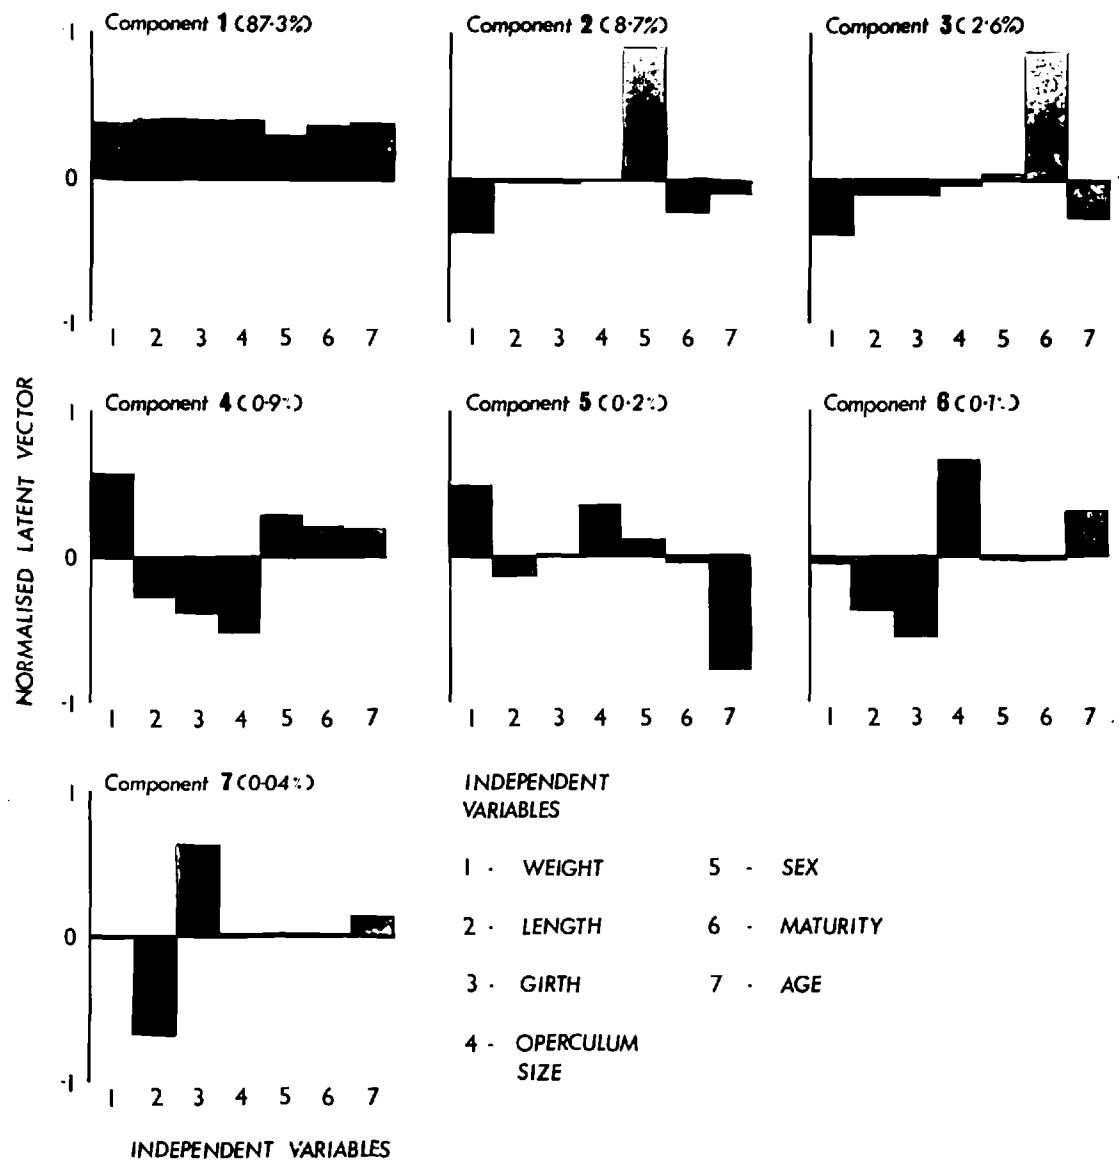 Component 1 (87·3%)
1
0
-1
1 2 3 4 5 6 7
Component 2 (8·7%)
1 2 3 4 5 6 7
Component 3 (2·6%)
1 2 3 4 5 6 7
NORMALISED LATENT VECTOR
Component 4 (0·9%)
1
0
-1
1 2 3 4 5 6 7
Component 5 (0·2%)
1 2 3 4 5 6 7
Component 6 (0·1%)
1 2 3 4 5 6 7
Component 7 (0·04%)
1
0
-1
1 2 3 4 5 6 7
INDEPENDENT VARIABLES
INDEPENDENT
VARIABLES
1 · WEIGHT
2 · LENGTH
3 · GIRTH
4 - OPERCULUM
SIZE
5 - SEX
6 · MATURITY
7 · AGE